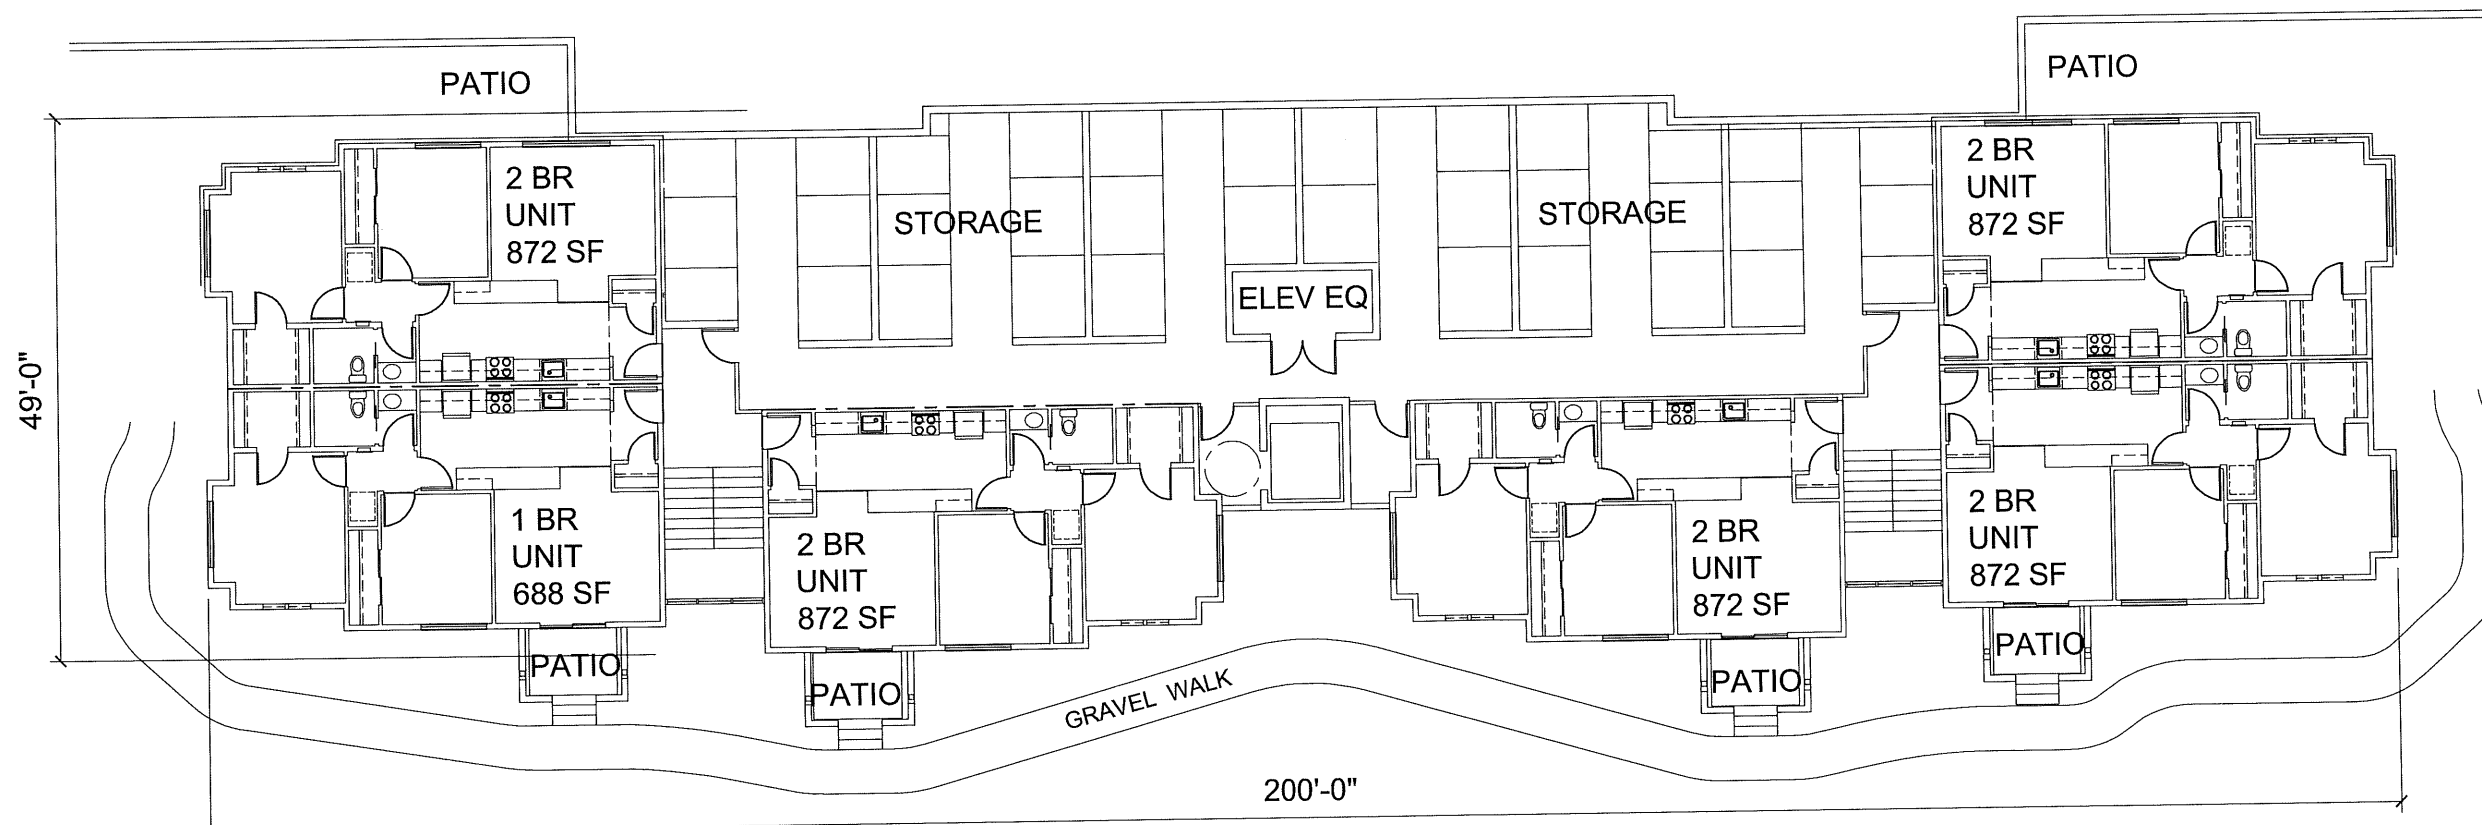 PATIO
PATIO
2 BR
UNIT
872 SF
STORAGE
STORAGE
2 BR
UNIT
872 SF
ELEV EQ
49'-0"
1 BR
UNIT
688 SF
2 BR
UNIT
872 SF
2 BR
UNIT
872 SF
2 BR
UNIT
872 SF
PATIO
PATIO
GRAVEL WALK
PATIO
PATIO
200'-0"